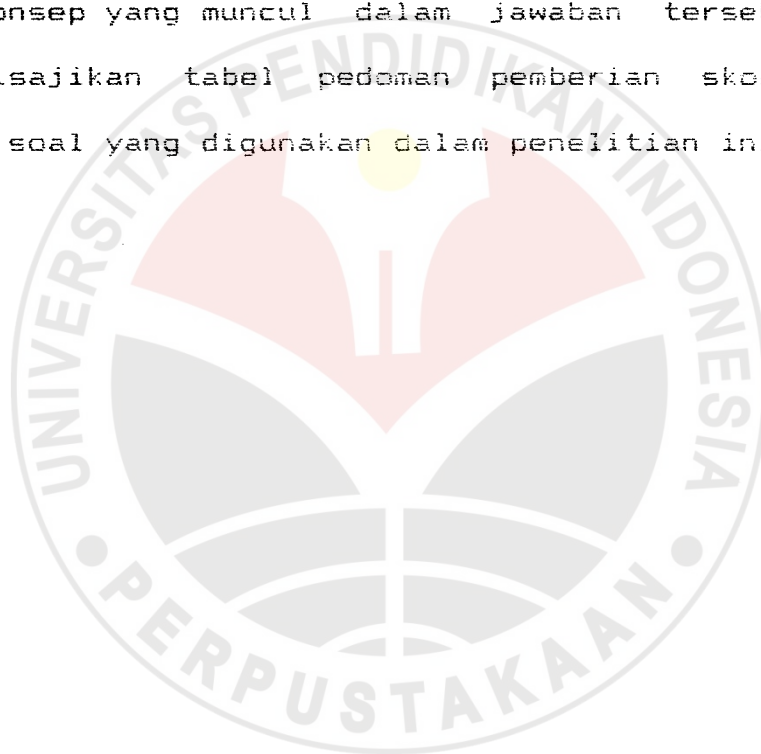 onsep yang muncul dalam jawaban terse
isajikan tabel pedoman pemberian sko
soal yang digunakan dalam penelitian in
UNIVERSITAS PENDIDIKAN INDONESIA
PERPUSTAKAAN